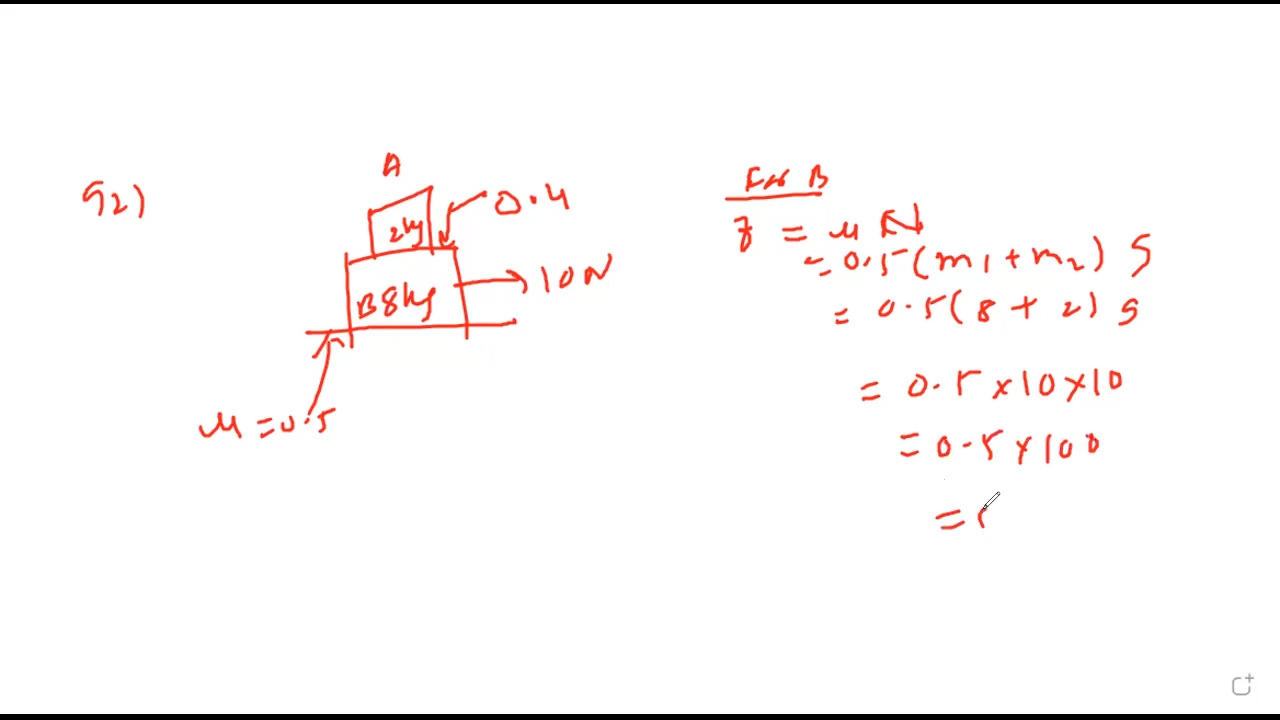 92)
A
2kg
0.4
B 8kg
10N
μ = 0.5
For B
f = μN
= 0.5(m1 + m2) g
= 0.5(8 + 2) g
= 0.5 × 10 × 10
= 0.5 × 100
=